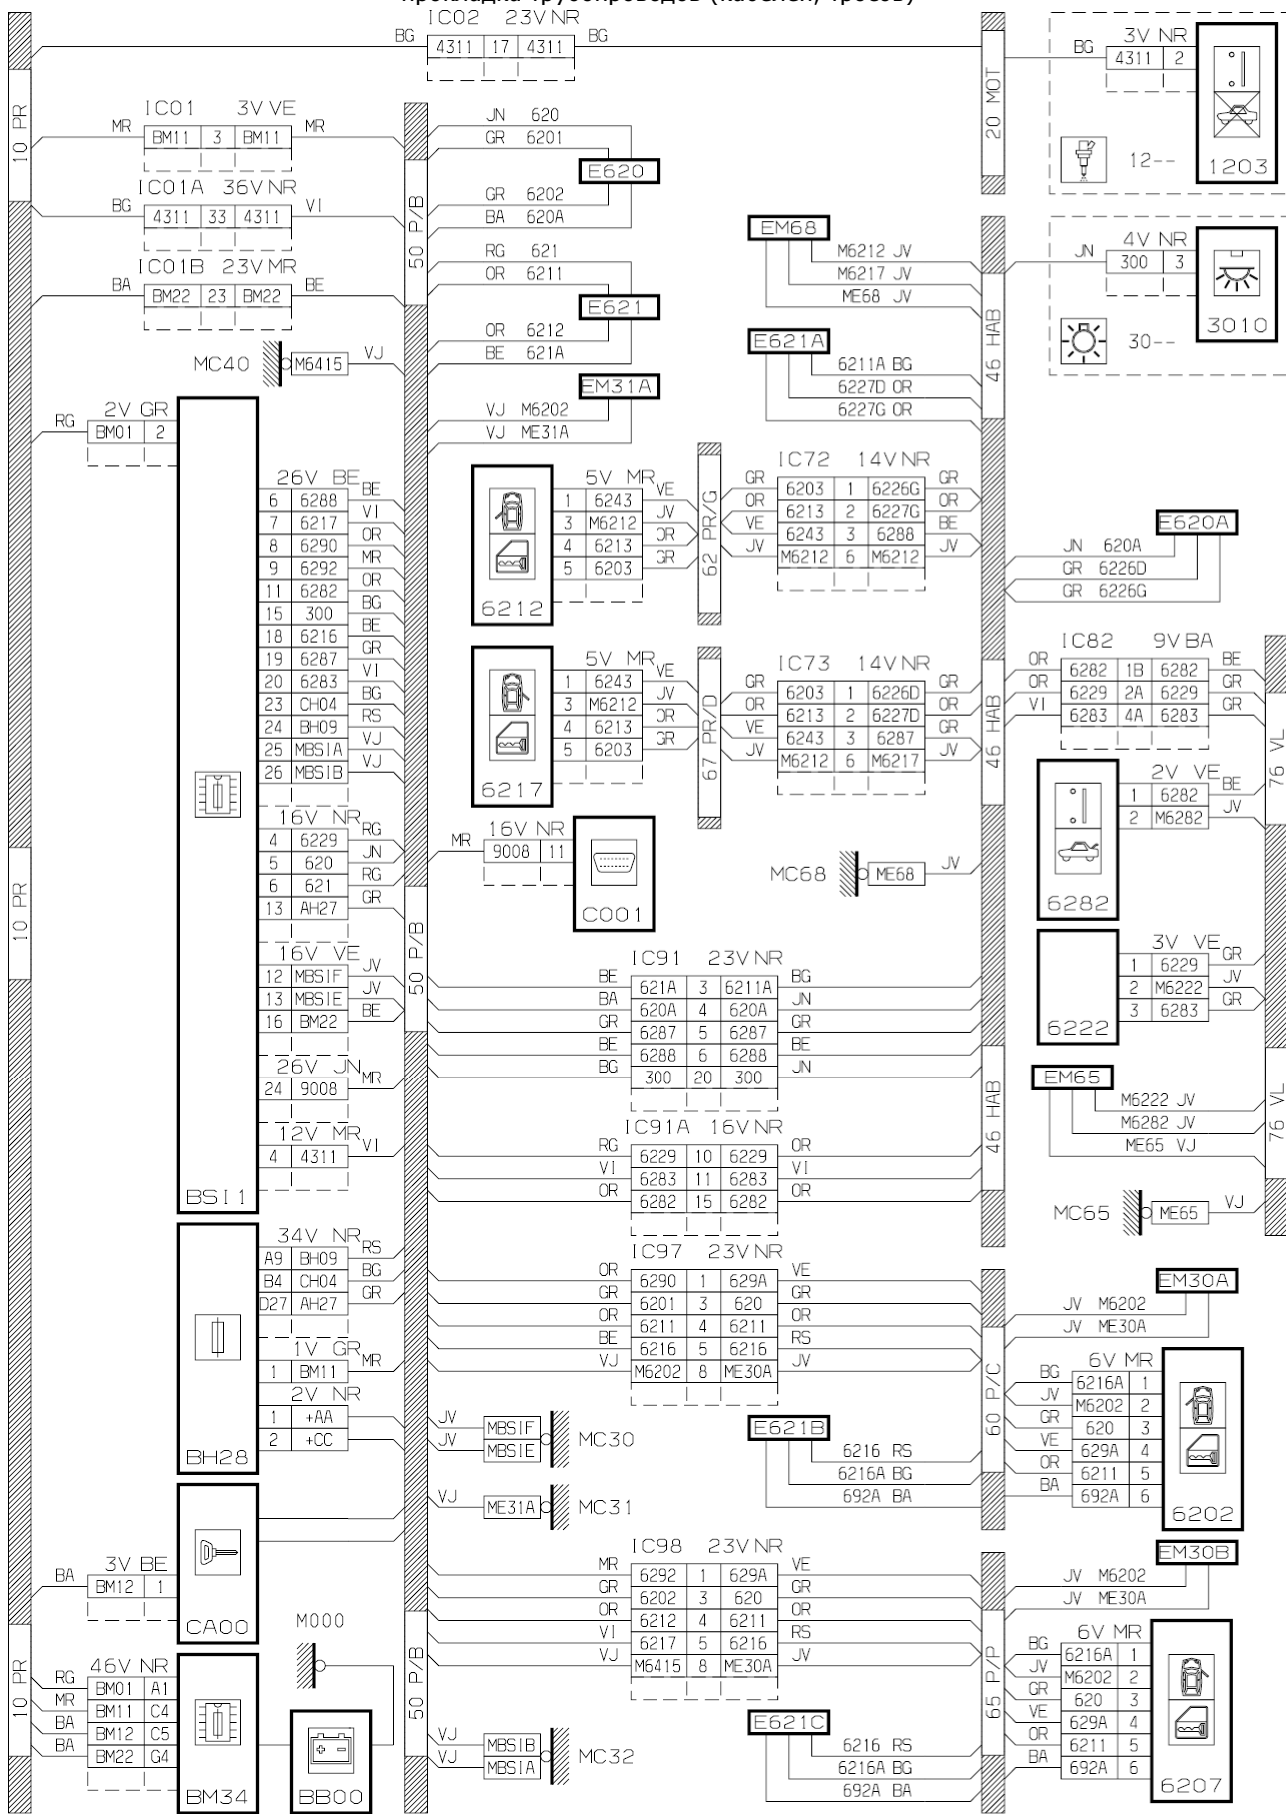 прокладка трубопроводов (кабелей, тросов)
IC02 23V NR
BG 4311 17 4311 BG
10 PR
IC01 3V VE
MR BM11 3 BM11 MR
IC01A 36V NR
BG 4311 33 4311 VI
IC01B 23V MR
BA BM22 23 BM22 BE
MC40 M6415 VJ
50 P/B
JN 620
GR 6201
E620
GR 6202
BA 620A
RG 621
OR 6211
E621
OR 6212
BE 621A
EM31A
VJ M6202
VJ ME31A
20 MOT
3V NR
BG 4311 2
12--
1203
EM68
M6212 JV
M6217 JV
ME68 JV
E621A
6211A BG
6227D OR
6227G OR
46 HAB
4V NR
JN 300 3
30--
3010
2V GR
RG BM01 2
26V BE
6 6288 BE
7 6217 VI
8 6290 OR
9 6292 MR
11 6282 OR
15 300 BG
18 6216 BE
19 6287 GR
20 6283 VI
23 CH04 BG
24 BH09 RS
25 MBSIA VJ
26 MBSIB VJ
16V NR
4 6229 RG
5 620 JN
6 621 RG
13 AH27 GR
16V VE
12 MBSIF JV
13 MBSIE JV
16 BM22 BE
26V JN
24 9008 MR
12V MR
4 4311 VI
BSI1
10 PR
5V MR
1 6243 VE
3 M6212 JV
4 6213 OR
5 6203 GR
6212
62 PR/G
IC72 14V NR
GR 6203 1 6226G GR
OR 6213 2 6227G OR
VE 6243 3 6288 BE
JV M6212 6 M6212 JV
E620A
JN 620A
GR 6226D
GR 6226G
5V MR
1 6243 VE
3 M6212 JV
4 6213 OR
5 6203 GR
6217
67 PR/D
IC73 14V NR
GR 6203 1 6226D GR
OR 6213 2 6227D OR
VE 6243 3 6287 GR
JV M6212 6 M6217 JV
46 HAB
IC82 9V BA
OR 6282 1B 6282 BE
OR 6229 2A 6229 GR
VI 6283 4A 6283 GR
76 VL
2V VE
1 6282 BE
2 M6282 JV
6282
16V NR
MR 9008 11
C001
MC68 ME68 JV
3V VE
1 6229 GR
2 M6222 JV
3 6283 GR
6222
50 P/B
IC91 23V NR
BE 621A 3 6211A BG
BA 620A 4 620A JN
GR 6287 5 6287 GR
BE 6288 6 6288 BE
BG 300 20 300 JN
46 HAB
EM65
M6222 JV
M6282 JV
ME65 VJ
76 VL
IC91A 16V NR
RG 6229 10 6229 OR
VI 6283 11 6283 VI
OR 6282 15 6282 OR
MC65 ME65 VJ
34V NR
A9 BH09 RS
B4 CH04 BG
D27 AH27 GR
1V GR
1 BM11 MR
2V NR
1 +AA
2 +CC
BH28
IC97 23V NR
OR 6290 1 629A VE
GR 6201 3 620 GR
OR 6211 4 6211 OR
BE 6216 5 6216 RS
VJ M6202 8 ME30A JV
EM30A
JV M6202
JV ME30A
60 P/C
6V MR
BG 6216A 1
JV M6202 2
GR 620 3
VE 629A 4
OR 6211 5
BA 692A 6
6202
JV MBSIF
JV MBSIE
MC30
E621B
6216 RS
6216A BG
692A BA
VJ ME31A MC31
CA00
3V BE
BA BM12 1
IC98 23V NR
MR 6292 1 629A VE
GR 6202 3 620 GR
OR 6212 4 6211 OR
VI 6217 5 6216 RS
VJ M6415 8 ME30A JV
EM30B
JV M6202
JV ME30A
65 P/P
6V MR
BG 6216A 1
JV M6202 2
GR 620 3
VE 629A 4
OR 6211 5
BA 692A 6
6207
M000
10 PR
46V NR
RG BM01 A1
MR BM11 C4
BA BM12 C5
BA BM22 G4
BM34
BB00
50 P/B
VJ MBSIB
VJ MBSIA
MC32
E621C
6216 RS
6216A BG
692A BA